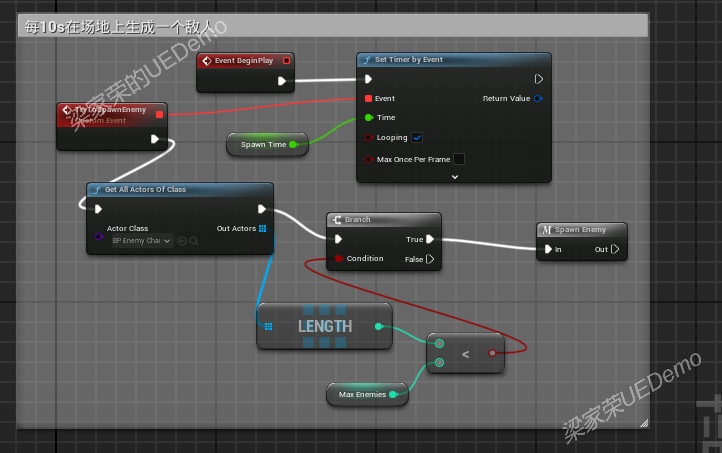 每10s在场地上生成一个敌人
梁家荣的UEDemo
Event BeginPlay
Set Timer by Event
Event
Return Value
Time
Looping
Max Once Per Frame
TryToSpawnEnemy
Custom Event
Spawn Time
Get All Actors Of Class
Actor Class
Out Actors
BP Enemy Chai
Branch
True
Condition
False
Spawn Enemy
In
Out
LENGTH
<
Max Enemies
梁家荣UEDemo